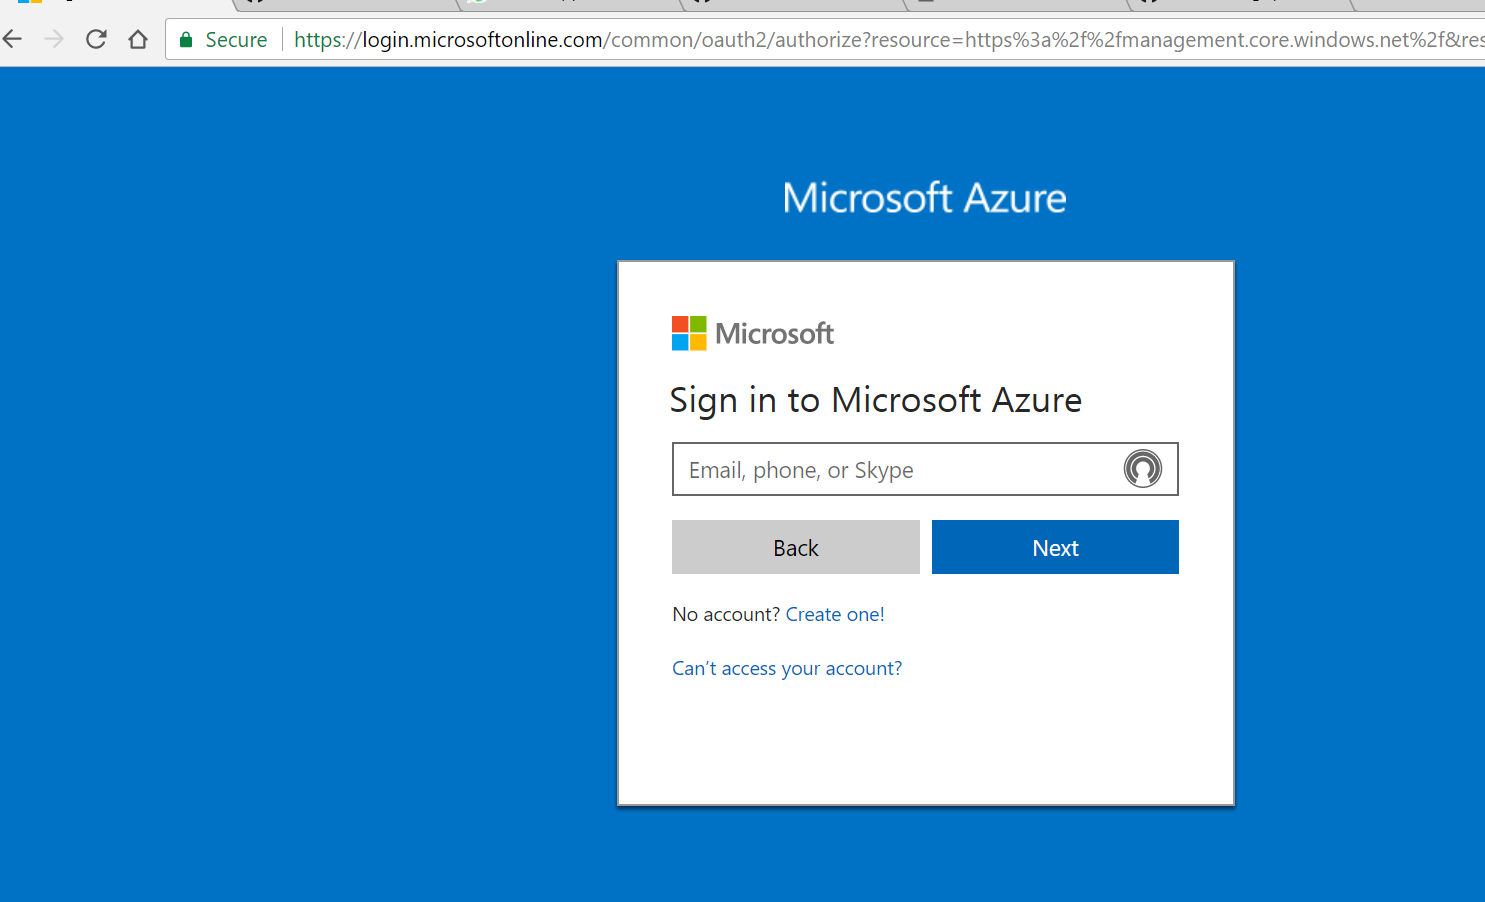 Secure
https://login.microsoftonline.com/common/oauth2/authorize?resource=https%3a%2f%2fmanagement.core.windows.net%2f&res
Microsoft Azure
Microsoft
Sign in to Microsoft Azure
Email, phone, or Skype
Back
Next
No account? Create one!
Can't access your account?